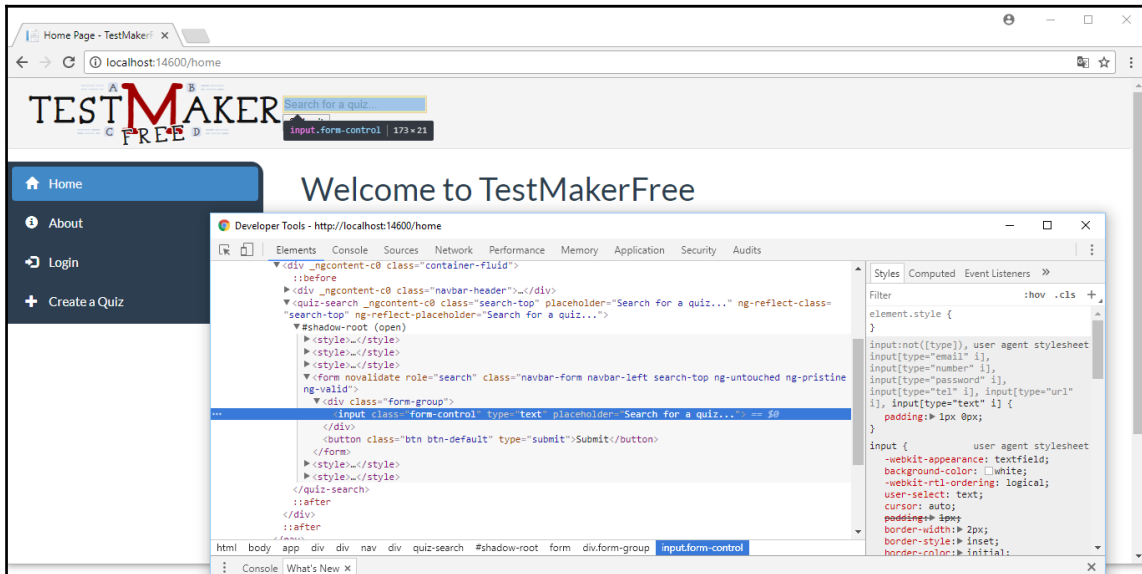 Home Page - TestMakerF
localhost:14600/home
A B
TESTMAKER
C FREE D
Search for a quiz...
input.form-control | 173×21
Home
About
Login
Create a Quiz
Welcome to TestMakerFree
Developer Tools - http://localhost:14600/home
Elements Console Sources Network Performance Memory Application Security Audits
▼<div _ngcontent-c0 class="container-fluid">
::before
▶<div _ngcontent-c0 class="navbar-header">…</div>
▼<quiz-search _ngcontent-c0 class="search-top" placeholder="Search for a quiz..." ng-reflect-class=
"search-top" ng-reflect-placeholder="Search for a quiz...">
▼#shadow-root (open)
▶<style>…</style>
▶<style>…</style>
▶<style>…</style>
▼<form novalidate role="search" class="navbar-form navbar-left search-top ng-untouched ng-pristine
ng-valid">
▼<div class="form-group">
<input class="form-control" type="text" placeholder="Search for a quiz..."> == $0
</div>
<button class="btn btn-default" type="submit">Submit</button>
</form>
▶<style>…</style>
▶<style>…</style>
</quiz-search>
::after
</div>
::after
</nav>
html body app div div nav div quiz-search #shadow-root form div.form-group input.form-control
Styles Computed Event Listeners »
Filter :hov .cls +
element.style {
}
input:not([type]), user agent stylesheet
input[type="email" i],
input[type="number" i],
input[type="password" i],
input[type="tel" i], input[type="url"
i], input[type="text" i] {
padding:▶ 1px 0px;
}
input { user agent stylesheet
-webkit-appearance: textfield;
background-color: white;
-webkit-rtl-ordering: logical;
user-select: text;
cursor: auto;
padding:▶ 1px;
border-width:▶ 2px;
border-style:▶ inset;
border-color:▶ initial;
Console What's New ×